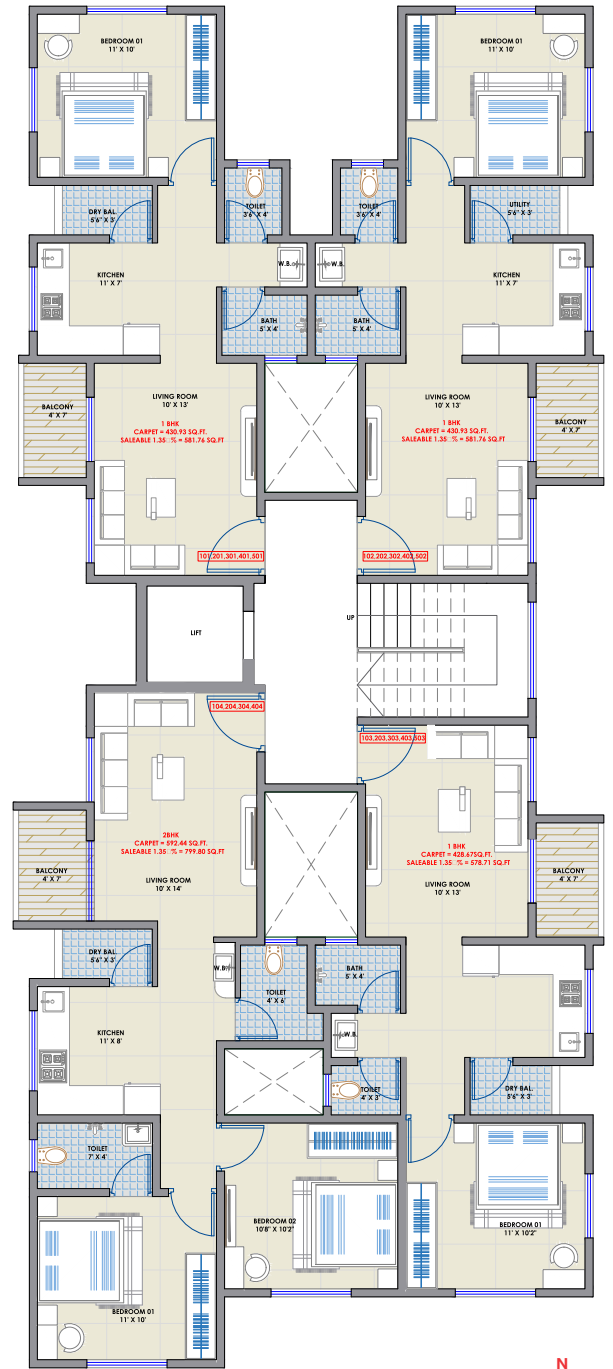 BEDROOM 01
11' X 10'
BEDROOM 01
11' X 10'
DRY BAL.
5'6" X 3'
TOILET
3'6" X 4'
TOILET
3'6" X 4'
UTILITY
5'6" X 3'
KITCHEN
11' X 7'
W.B.
W.B.
KITCHEN
11' X 7'
BATH
5' X 4'
BATH
5' X 4'
BALCONY
4' X 7'
LIVING ROOM
10' X 13'
1 BHK
CARPET = 430.93 SQ.FT.
SALEABLE 1.35 % = 581.76 SQ.FT
LIVING ROOM
10' X 13'
1 BHK
CARPET = 430.93 SQ.FT.
SALEABLE 1.35 % = 581.76 SQ.FT
BALCONY
4' X 7'
101,201,301,401,501
102,202,302,402,502
LIFT
UP
104,204,304,404
103,203,303,403,503
2BHK
CARPET = 592.44 SQ.FT.
SALEABLE 1.35 % = 799.80 SQ.FT
LIVING ROOM
10' X 14'
BALCONY
4' X 7'
1 BHK
CARPET = 428.67SQ.FT.
SALEABLE 1.35 % = 578.71 SQ.FT
LIVING ROOM
10' X 13'
BALCONY
4' X 7'
DRY BAL.
5'6" X 3'
W.B.
TOILET
4' X 6'
BATH
5' X 4'
KITCHEN
11' X 8'
W.B.
TOILET
4' X 3'
DRY BAL.
5'6" X 3'
TOILET
7' X 4'
BEDROOM 02
10'8" X 10'2"
BEDROOM 01
11' X 10'2"
BEDROOM 01
11' X 10'
N